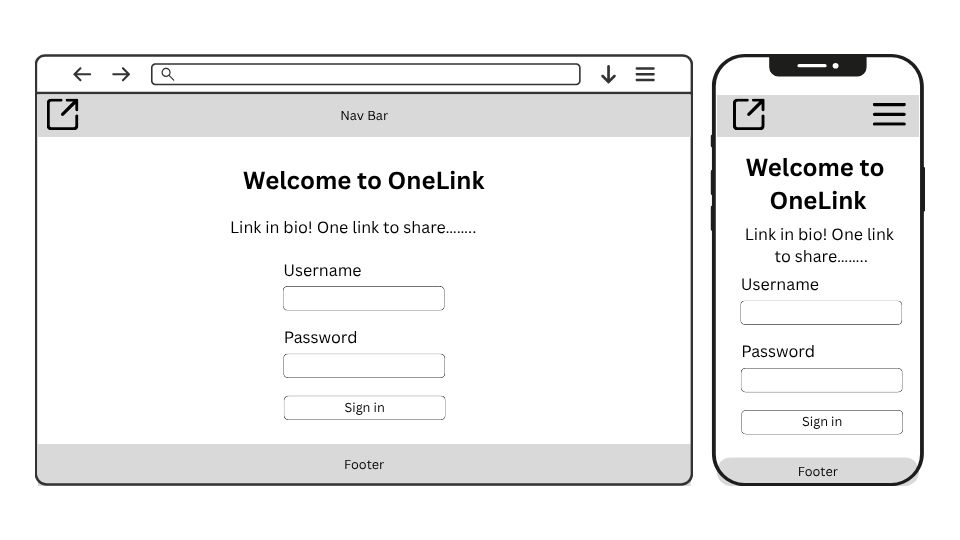 Nav Bar
Welcome to OneLink
Link in bio! One link to share........
Username
Password
Sign in
Footer
Welcome to
OneLink
Link in bio! One link
to share........
Username
Password
Sign in
Footer